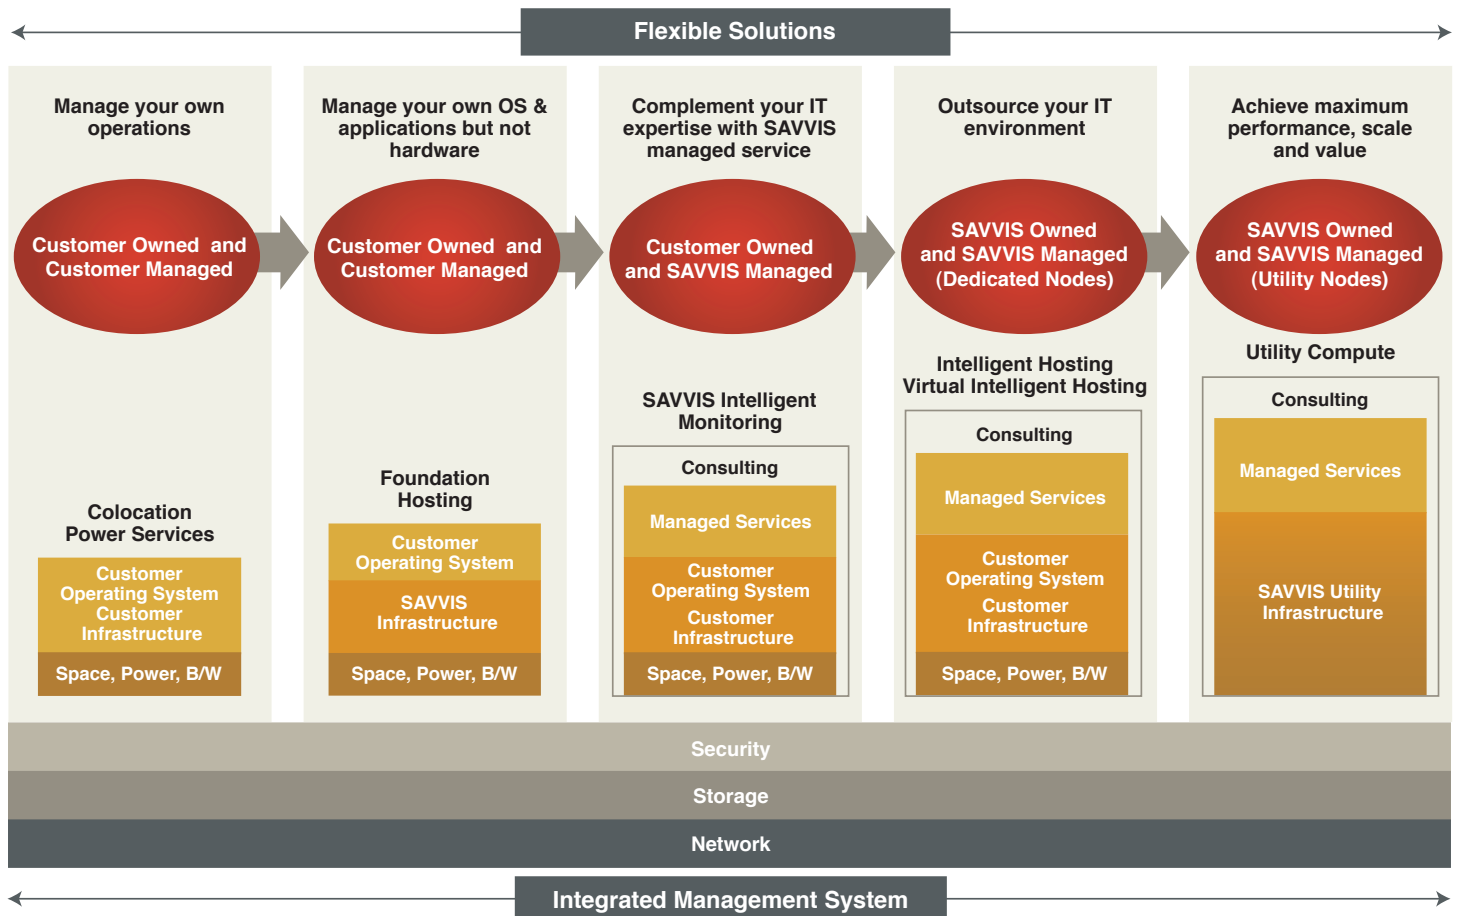 Flexible Solutions
Manage your own
operations
Customer Owned and
Customer Managed
Colocation
Power Services
Customer
Operating System
Customer
Infrastructure
Space, Power, B/W
Manage your own OS &
applications but not
hardware
Customer Owned and
Customer Managed
Foundation
Hosting
Customer
Operating System
SAVVIS
Infrastructure
Space, Power, B/W
Complement your IT
expertise with SAVVIS
managed service
Customer Owned
and SAVVIS Managed
SAVVIS Intelligent
Monitoring
Consulting
Managed Services
Customer
Operating System
Customer
Infrastructure
Space, Power, B/W
Outsource your IT
environment
SAVVIS Owned
and SAVVIS Managed
(Dedicated Nodes)
Intelligent Hosting
Virtual Intelligent Hosting
Consulting
Managed Services
Customer
Operating System
Customer
Infrastructure
Space, Power, B/W
Achieve maximum
performance, scale
and value
SAVVIS Owned
and SAVVIS Managed
(Utility Nodes)
Utility Compute
Consulting
Managed Services
SAVVIS Utility
Infrastructure
Security
Storage
Network
Integrated Management System